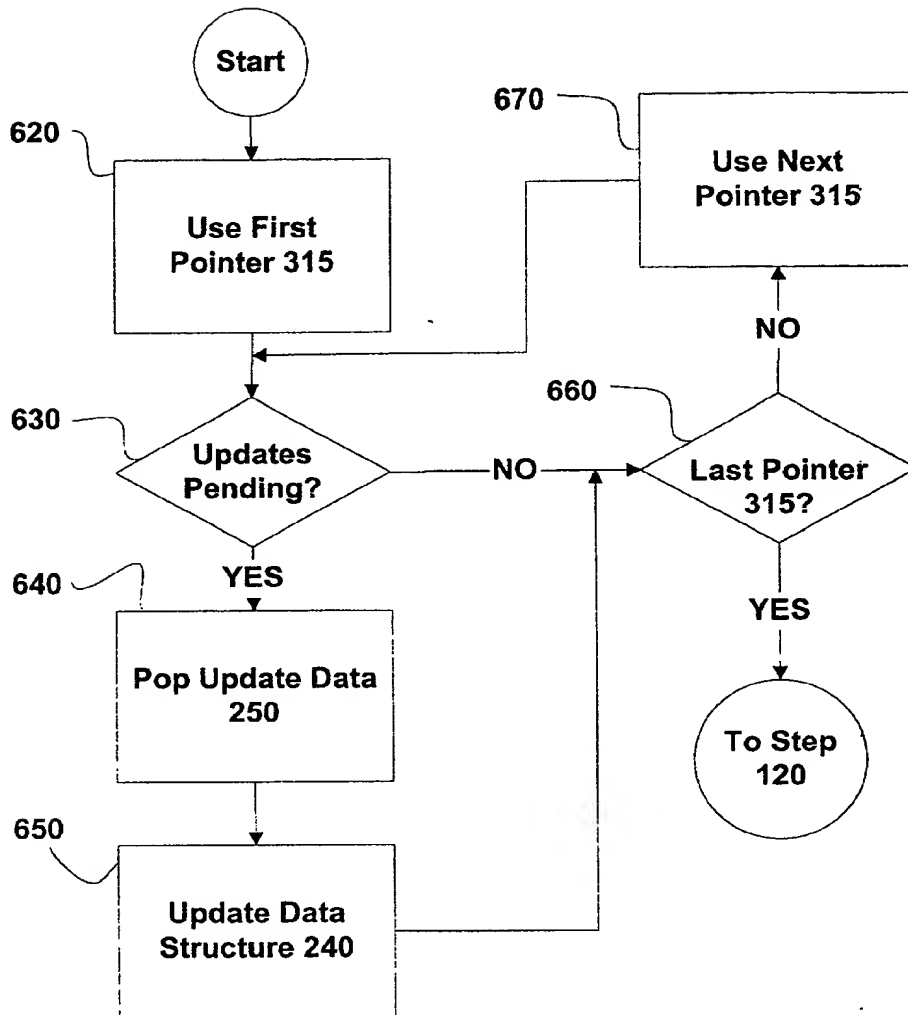 Start
620
Use First
Pointer 315
670
Use Next
Pointer 315
NO
630
Updates
Pending?
NO
660
Last Pointer
315?
YES
640
Pop Update Data
250
YES
To Step
120
650
Update Data
Structure 240